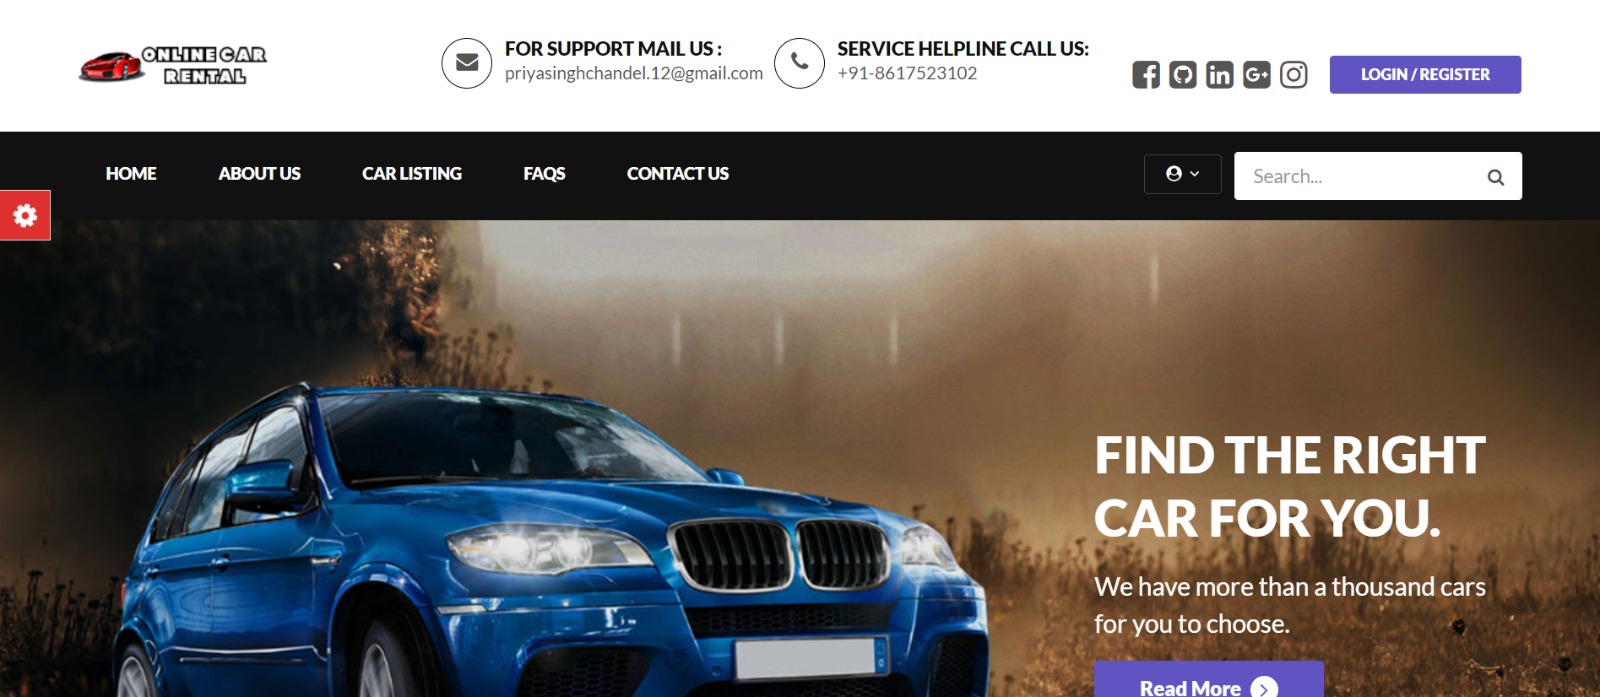 ONLINE CAR
RENTAL
FOR SUPPORT MAIL US :
priyasinghchandel.12@gmail.com
SERVICE HELPLINE CALL US:
+91-8617523102
LOGIN / REGISTER
HOME ABOUT US CAR LISTING FAQS CONTACT US
Search...
FIND THE RIGHT
CAR FOR YOU.
We have more than a thousand cars
for you to choose.
Read More